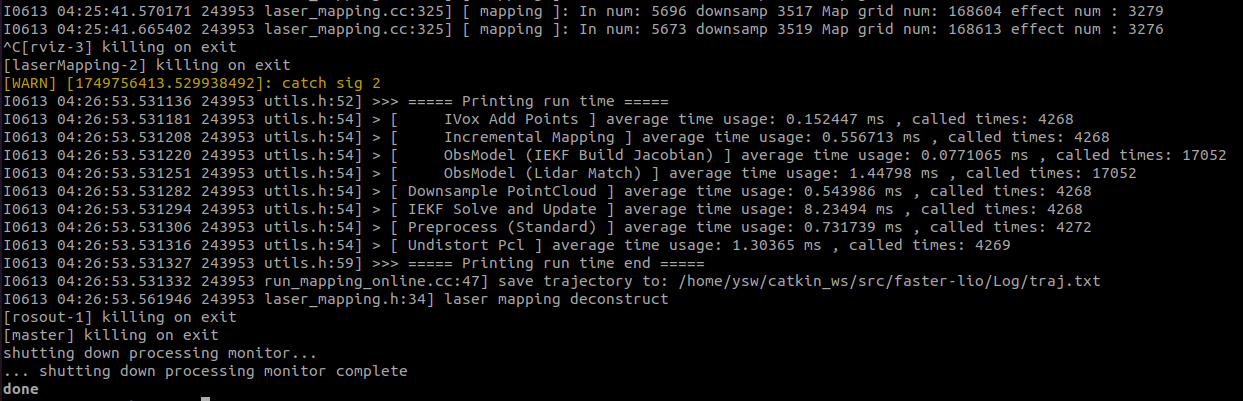 I0613 04:25:41.570171 243953 laser_mapping.cc:325] [ mapping ]: In num: 5696 downsamp 3517 Map grid num: 168604 effect num : 3279
I0613 04:25:41.665402 243953 laser_mapping.cc:325] [ mapping ]: In num: 5673 downsamp 3519 Map grid num: 168613 effect num : 3276
^C[rviz-3] killing on exit
[laserMapping-2] killing on exit
[WARN] [1749756413.529938492]: catch sig 2
I0613 04:26:53.531136 243953 utils.h:52] >>> ===== Printing run time =====
I0613 04:26:53.531181 243953 utils.h:54] > [     IVox Add Points ] average time usage: 0.152447 ms , called times: 4268
I0613 04:26:53.531208 243953 utils.h:54] > [     Incremental Mapping ] average time usage: 0.556713 ms , called times: 4268
I0613 04:26:53.531220 243953 utils.h:54] > [     ObsModel (IEKF Build Jacobian) ] average time usage: 0.0771065 ms , called times: 17052
I0613 04:26:53.531251 243953 utils.h:54] > [     ObsModel (Lidar Match) ] average time usage: 1.44798 ms , called times: 17052
I0613 04:26:53.531282 243953 utils.h:54] > [ Downsample PointCloud ] average time usage: 0.543986 ms , called times: 4268
I0613 04:26:53.531294 243953 utils.h:54] > [ IEKF Solve and Update ] average time usage: 8.23494 ms , called times: 4268
I0613 04:26:53.531306 243953 utils.h:54] > [ Preprocess (Standard) ] average time usage: 0.731739 ms , called times: 4272
I0613 04:26:53.531316 243953 utils.h:54] > [ Undistort Pcl ] average time usage: 1.30365 ms , called times: 4269
I0613 04:26:53.531327 243953 utils.h:59] >>> ===== Printing run time end =====
I0613 04:26:53.531332 243953 run_mapping_online.cc:47] save trajectory to: /home/ysw/catkin_ws/src/faster-lio/Log/traj.txt
I0613 04:26:53.561946 243953 laser_mapping.h:34] laser mapping deconstruct
[rosout-1] killing on exit
[master] killing on exit
shutting down processing monitor...
... shutting down processing monitor complete
done